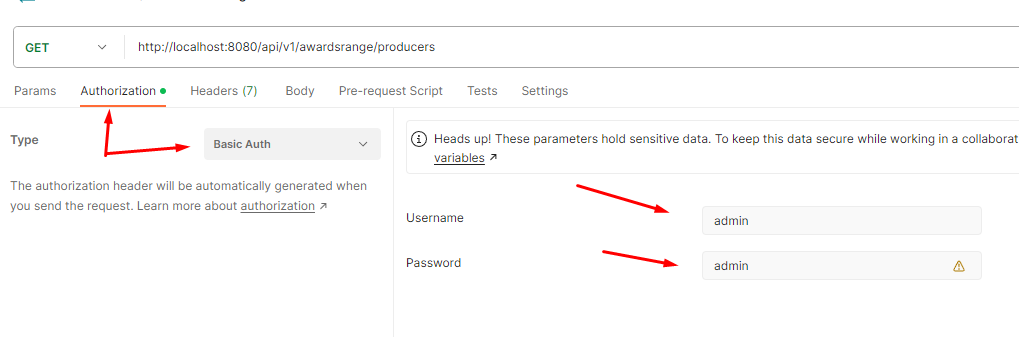 GET http://localhost:8080/api/v1/awardsrange/producers
Params Authorization Headers (7) Body Pre-request Script Tests Settings
Type
Basic Auth
The authorization header will be automatically generated when
you send the request. Learn more about authorization ↗
Heads up! These parameters hold sensitive data. To keep this data secure while working in a collaborat
variables ↗
Username
admin
Password
admin